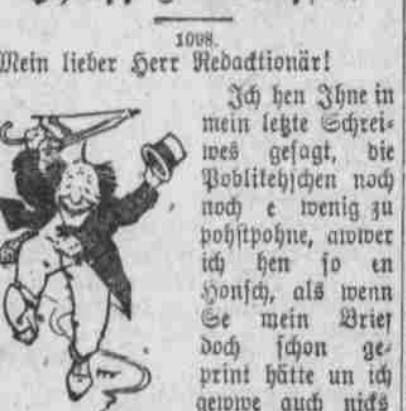 1098.
Mein lieber Herr Redacktionär!
Ich hen Ihne in
mein letzte Schrei=
wes gesagt, die
Poblikehschen noch
noch e wenig zu
pohstpohne, awwer
ich hen so en
Honsch, als wenn
Se mein Brief
doch schon ge=
print hätte un ich
gewwe auch nicks